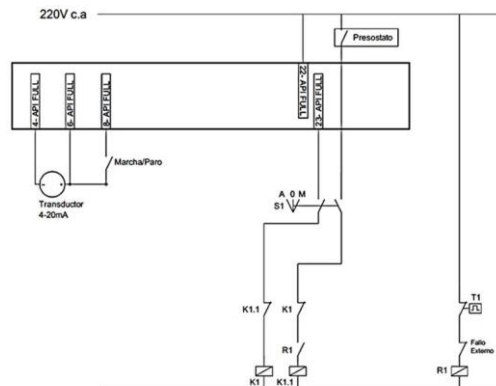 220V c.a
Presostato
4- API FULL
6- API FULL
8- API FULL
22- API FULL
23- API FULL
Marcha/Paro
Transductor
4-20mA
A 0 M
S1
K1.1
K1
T1
R1
Fallo
Externo
K1
K1.1
R1